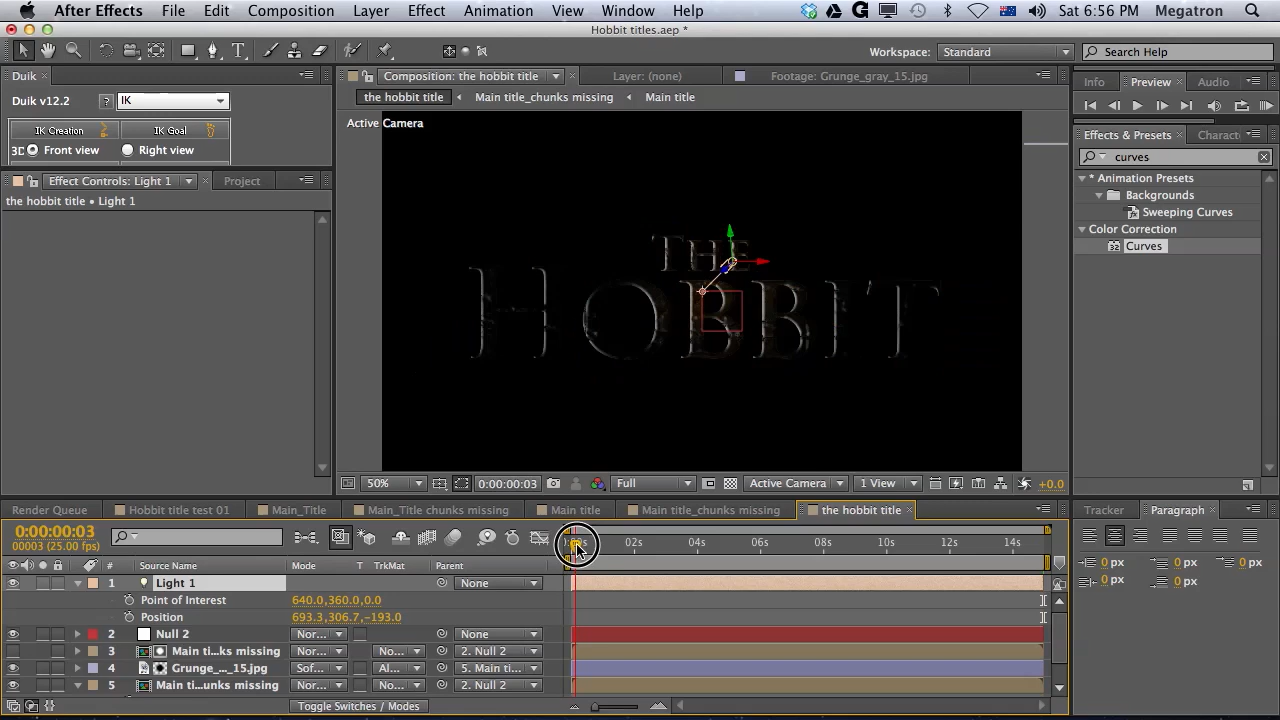 After Effects File Edit Composition Layer Effect Animation View Window Help Sat 6:56 PM Megatron
Hobbit titles.aep *
Workspace: Standard Search Help
Duik
Duik v12.2 ? IK
IK Creation IK Goal
3D Front view Right view
Effect Controls: Light 1 Project
the hobbit title • Light 1
Composition: the hobbit title Layer: (none) Footage: Grunge_gray_15.jpg
the hobbit title Main title_chunks missing Main title
Active Camera
THE
HOBBIT
50% 0:00:00:03 Full Active Camera 1 View +0.0
Info Preview Audio
Effects & Presets Charact
curves
* Animation Presets
Backgrounds
Sweeping Curves
Color Correction
32 Curves
Render Queue Hobbit title test 01 Main_Title Main_Title chunks missing Main title Main title_chunks missing the hobbit title
0:00:00:03
00003 (25.00 fps)
02s 04s 06s 08s 10s 12s 14s
# Source Name Mode T TrkMat Parent
1 Light 1 None
Point of Interest 640.0,360.0,0.0
Position 693.3,306.7,-193.0
2 Null 2 Nor... None
3 Main ti...ks missing Nor... No... 2. Null 2
4 Grunge_..._15.jpg Sof... Al... 5. Main ti...
5 Main ti...unks missing Nor... No... 2. Null 2
Toggle Switches / Modes
Tracker Paragraph
0 px 0 px 0 px
0 px 0 px